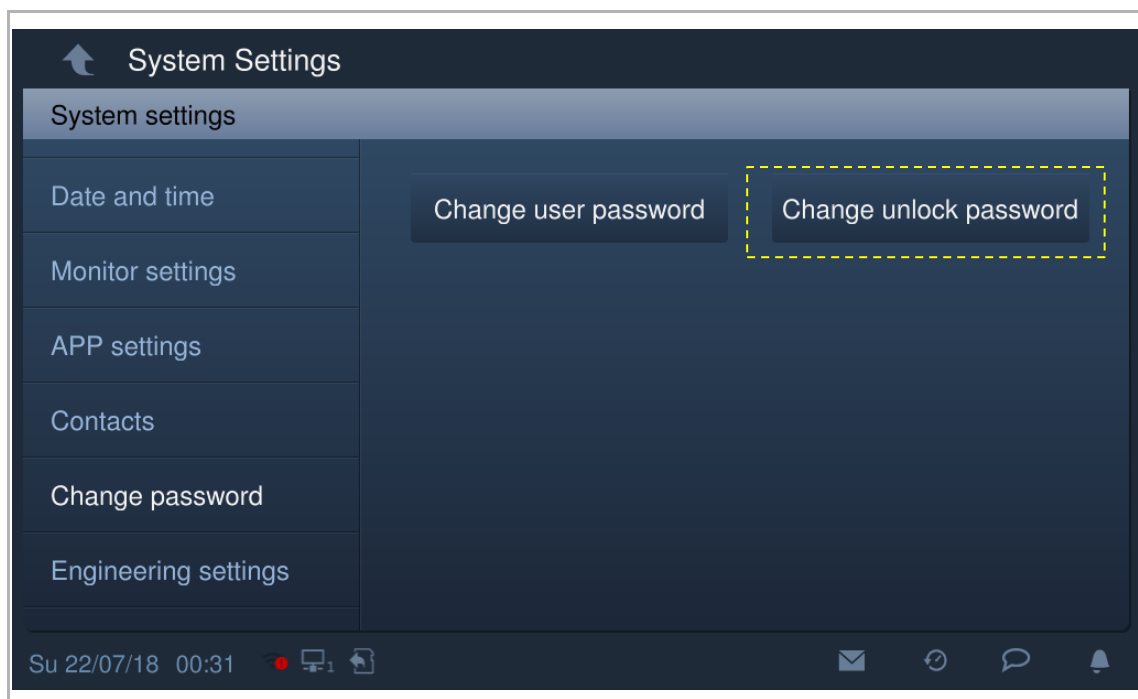 System Settings
System settings
Date and time
Change user password
Change unlock password
Monitor settings
APP settings
Contacts
Change password
Engineering settings
Su 22/07/18 00:31
1